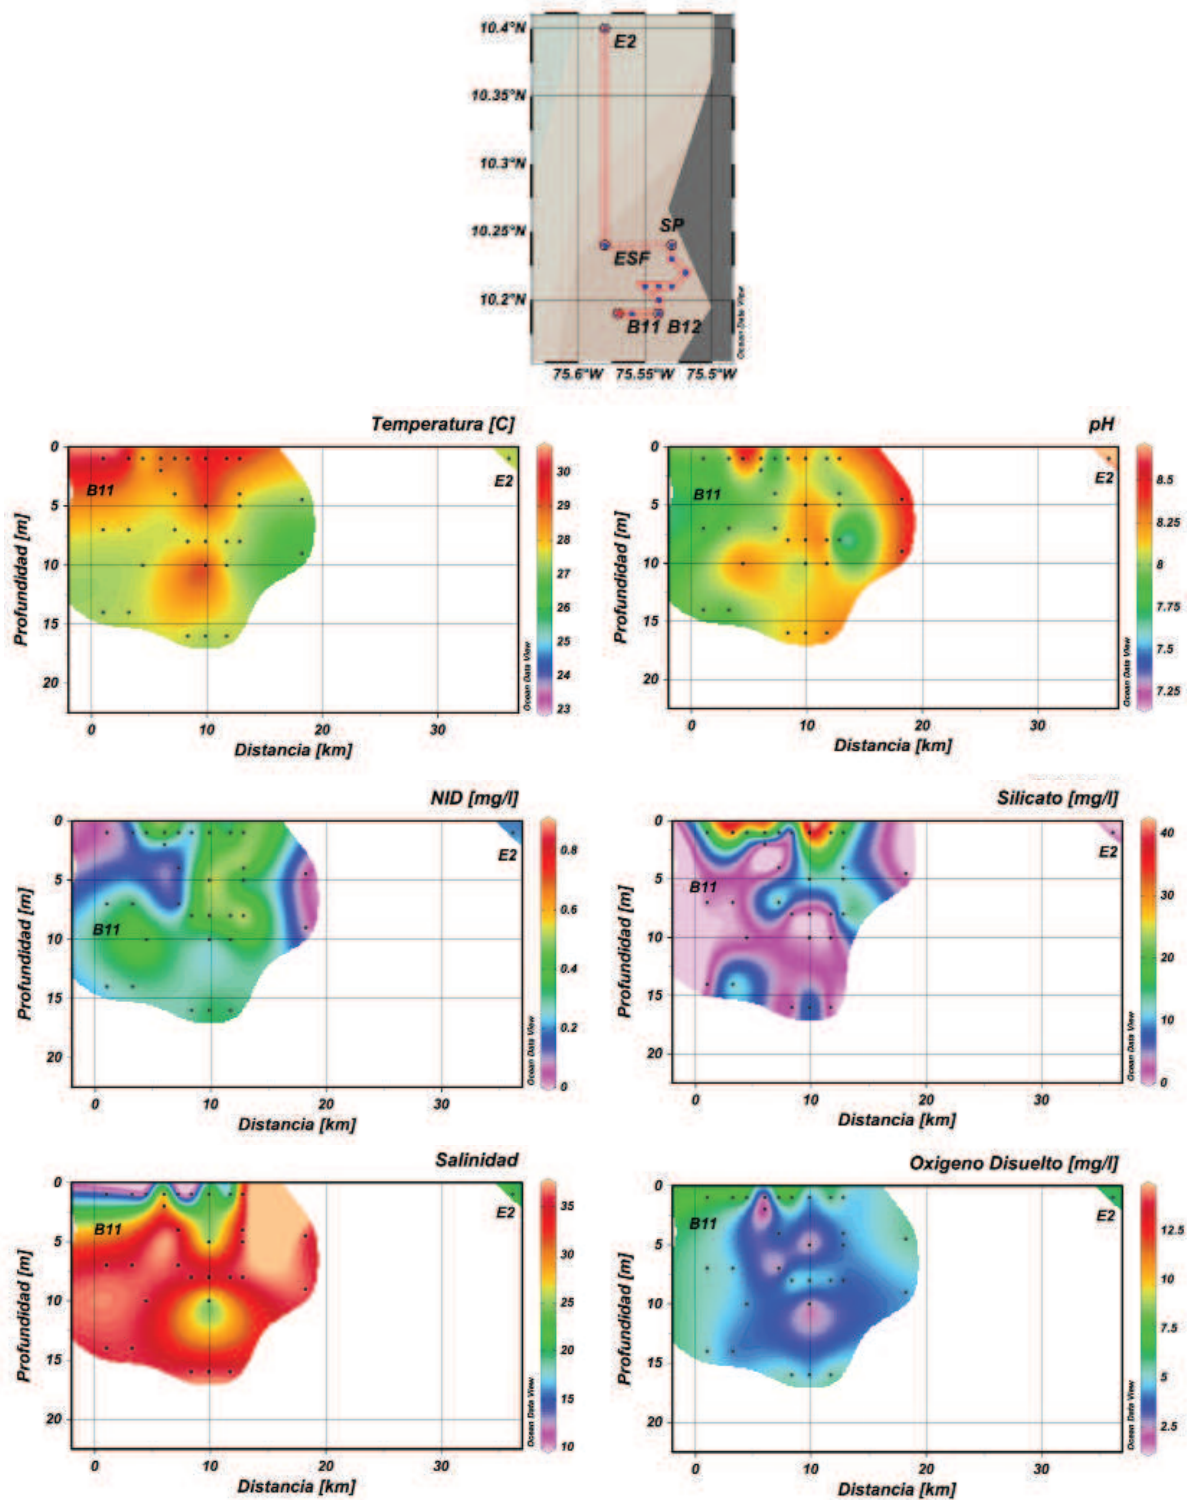 10.4°N
E2
10.35°N
10.3°N
10.25°N
SP
ESF
10.2°N
B11 B12
Ocean Data View
75.6°W 75.55°W 75.5°W
Temperatura [C]
0
5
10
15
20
Profundidad [m]
B11
E2
Ocean Data View
30
29
28
27
26
25
24
23
0 10 20 30
Distancia [km]
pH
0
5
10
15
20
Profundidad [m]
B11
E2
Ocean Data View
8.5
8.25
8
7.75
7.5
7.25
0 10 20 30
Distancia [km]
NID [mg/l]
0
5
10
15
20
Profundidad [m]
B11
E2
Ocean Data View
0.8
0.6
0.4
0.2
0
0 10 20 30
Distancia [km]
Silicato [mg/l]
0
5
10
15
20
Profundidad [m]
B11
E2
Ocean Data View
40
30
20
10
0
0 10 20 30
Distancia [km]
Salinidad
0
5
10
15
20
Profundidad [m]
B11
E2
Ocean Data View
35
30
25
20
15
10
0 10 20 30
Distancia [km]
Oxigeno Disuelto [mg/l]
0
5
10
15
20
Profundidad [m]
B11
E2
Ocean Data View
12.5
10
7.5
5
2.5
0 10 20 30
Distancia [km]